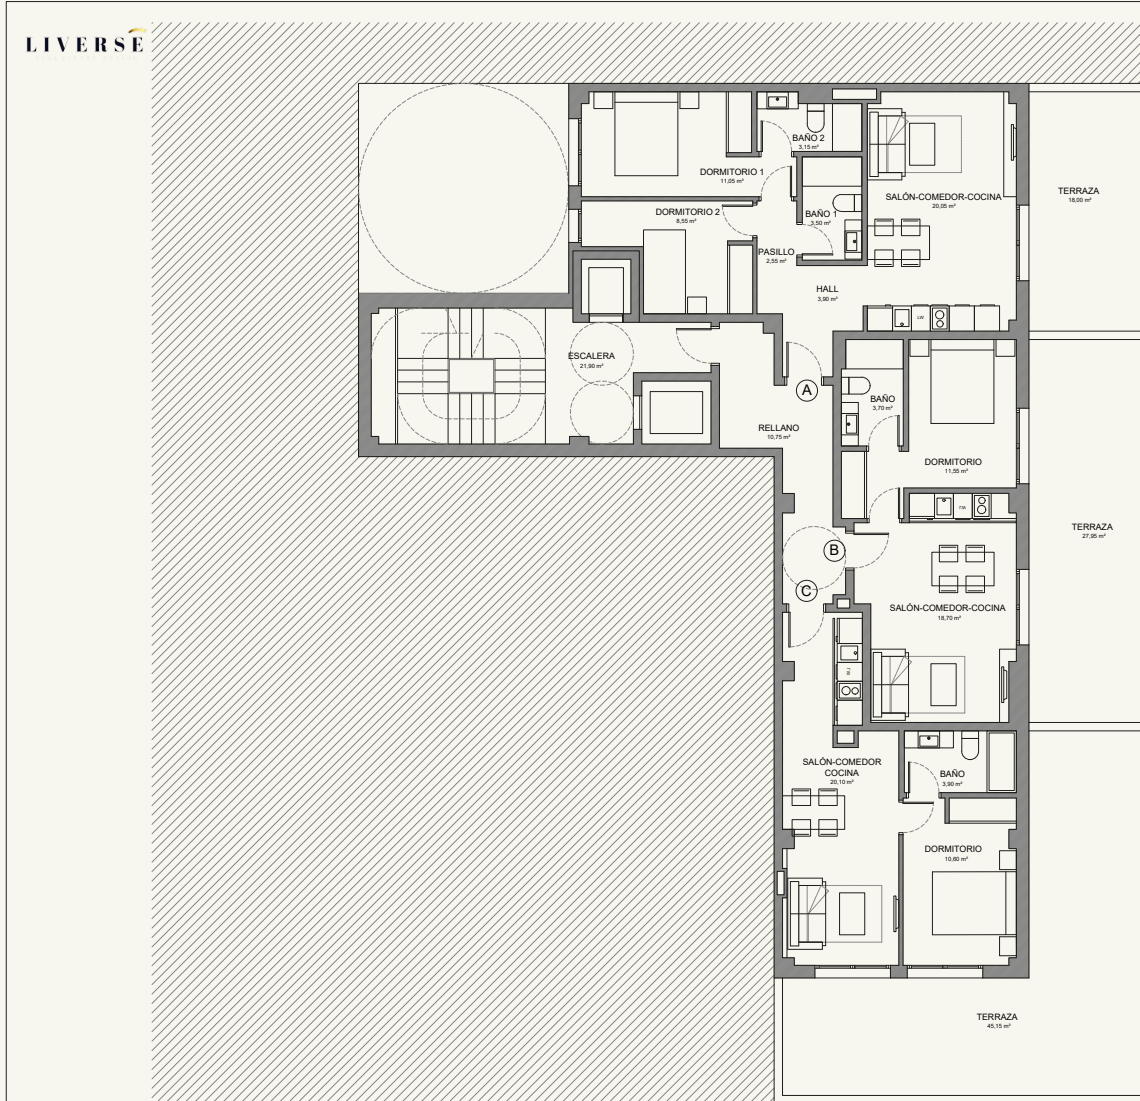 LIVERSE
BAÑO 2
3,15 m²
DORMITORIO 1
11,05 m²
SALÓN-COMEDOR-COCINA
20,05 m²
TERRAZA
18,00 m²
DORMITORIO 2
8,55 m²
BAÑO 1
3,50 m²
PASILLO
2,55 m²
HALL
3,90 m²
LW
ESCALERA
21,90 m²
A
BAÑO
3,70 m²
RELLANO
10,75 m²
DORMITORIO
11,55 m²
TERRAZA
27,95 m²
B
C
SALÓN-COMEDOR-COCINA
18,70 m²
SALÓN-COMEDOR
COCINA
20,10 m²
BAÑO
3,90 m²
DORMITORIO
10,60 m²
TERRAZA
45,15 m²